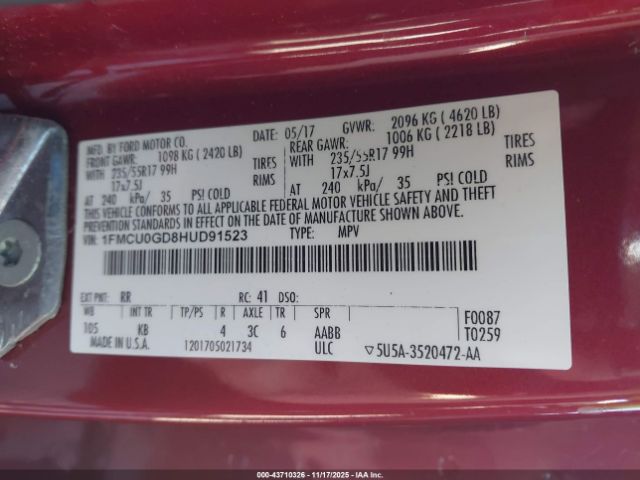 MFD. BY FORD MOTOR CO.
DATE: 05/17 GVWR: 2096 KG ( 4620 LB)
FRONT GAWR: 1098 KG ( 2420 LB)
REAR GAWR: 1006 KG ( 2218 LB)
WITH 235/55R17 99H TIRES
WITH 235/55R17 99H TIRES
17x7.5J RIMS
17x7.5J RIMS
AT 240 kPa/ 35 PSI COLD
AT 240 kPa/ 35 PSI COLD
THIS VEHICLE CONFORMS TO ALL APPLICABLE FEDERAL MOTOR VEHICLE SAFETY AND THEFT
PREVENTION STANDARDS IN EFFECT ON THE DATE OF MANUFACTURE SHOWN ABOVE.
VIN: 1FMCU0GD8HUD91523 TYPE: MPV
EXT PNT: RR RC: 41 DSO:
WB INT TR TP/PS R AXLE TR SPR
105 KB 4 3C 6 AABB
F0087
T0259
MADE IN U.S.A. 1201705021734 ULC ▽5U5A-3520472-AA
000-43710326 - 11/17/2025 - COPART.COM